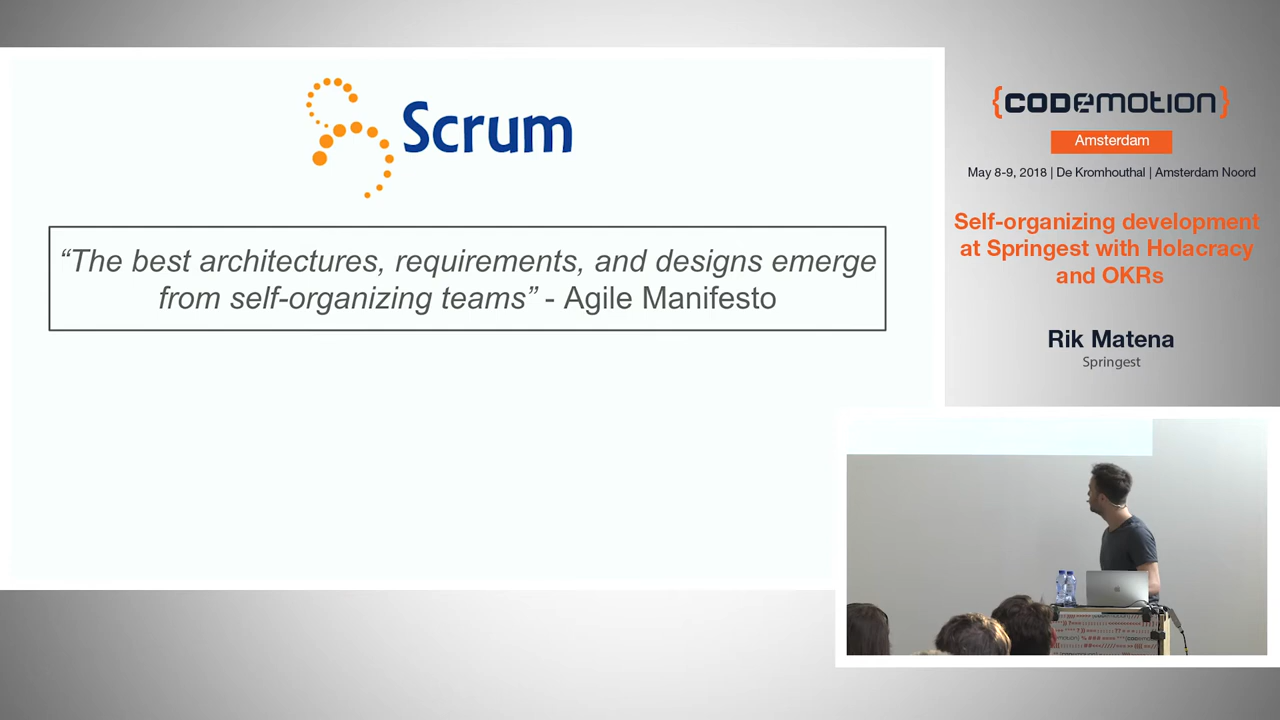 Scrum
“The best architectures, requirements, and designs emerge
from self-organizing teams” - Agile Manifesto
{CODEMOTION}
Amsterdam
May 8-9, 2018 | De Kromhouthal | Amsterdam Noord
Self-organizing development
at Springest with Holacracy
and OKRs
Rik Matena
Springest